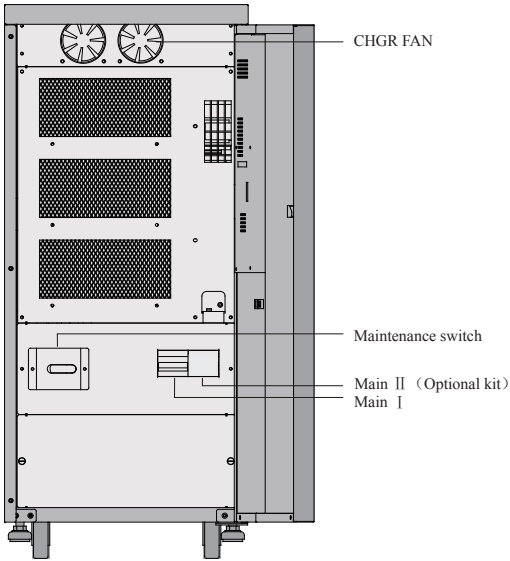 CHGR FAN
Maintenance switch
Main Ⅱ（Optional kit）
Main Ⅰ